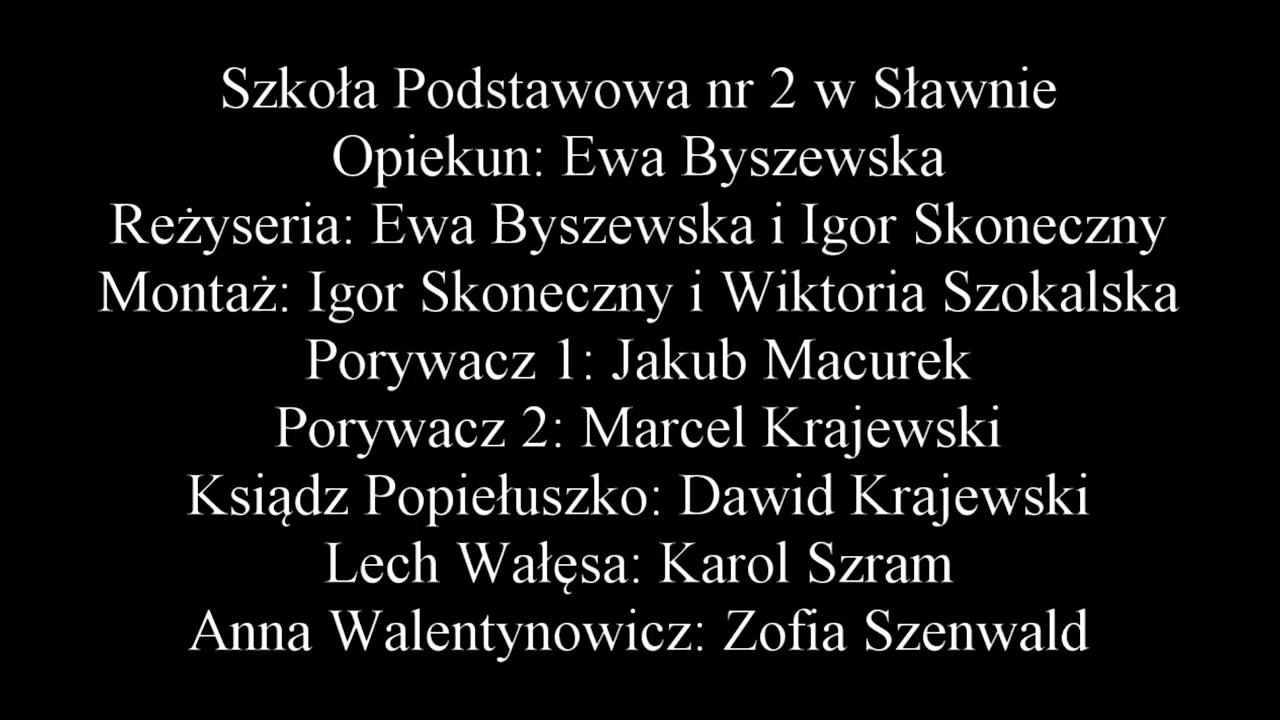 Szkoła Podstawowa nr 2 w Sławnie
Opiekun: Ewa Byszewska
Reżyseria: Ewa Byszewska i Igor Skoneczny
Montaż: Igor Skoneczny i Wiktoria Szokalska
Porywacz 1: Jakub Macurek
Porywacz 2: Marcel Krajewski
Ksiądz Popiełuszko: Dawid Krajewski
Lech Wałęsa: Karol Szram
Anna Walentynowicz: Zofia Szenwald